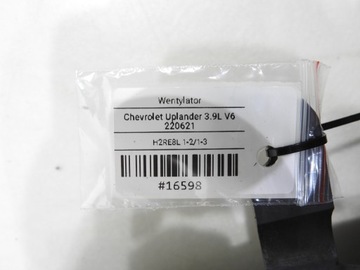 Wentylator
Chevrolet Uplander 3.9L V6
220621
H2RE8L 1-2/1-3
#16598